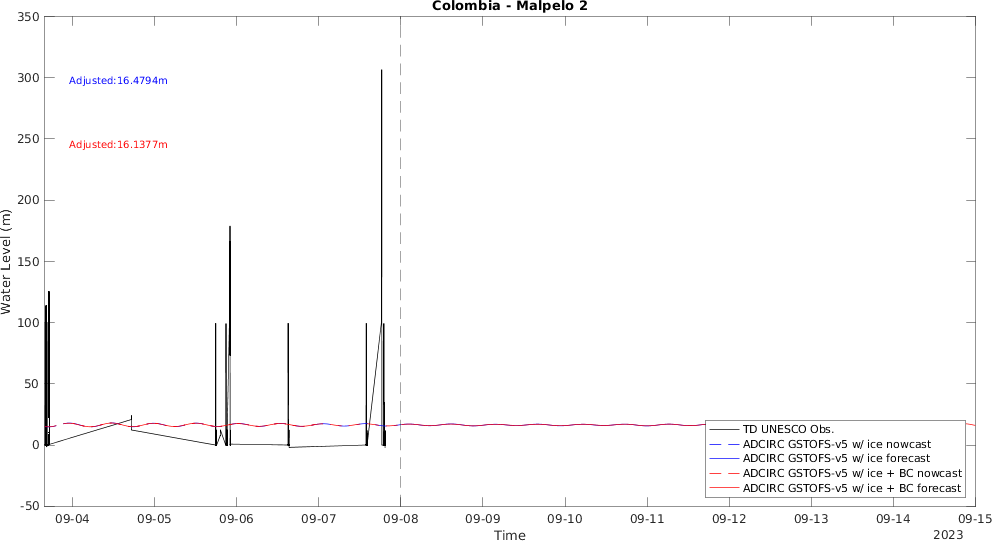 Colombia - Malpelo 2
350
300
250
200
150
100
50
0
-50
Water Level (m)
Adjusted:16.4794m
Adjusted:16.1377m
TD UNESCO Obs.
ADCIRC GSTOFS-v5 w/ ice nowcast
ADCIRC GSTOFS-v5 w/ ice forecast
ADCIRC GSTOFS-v5 w/ ice + BC nowcast
ADCIRC GSTOFS-v5 w/ ice + BC forecast
09-04 09-05 09-06 09-07 09-08 09-09 09-10 09-11 09-12 09-13 09-14 09-15
Time
2023